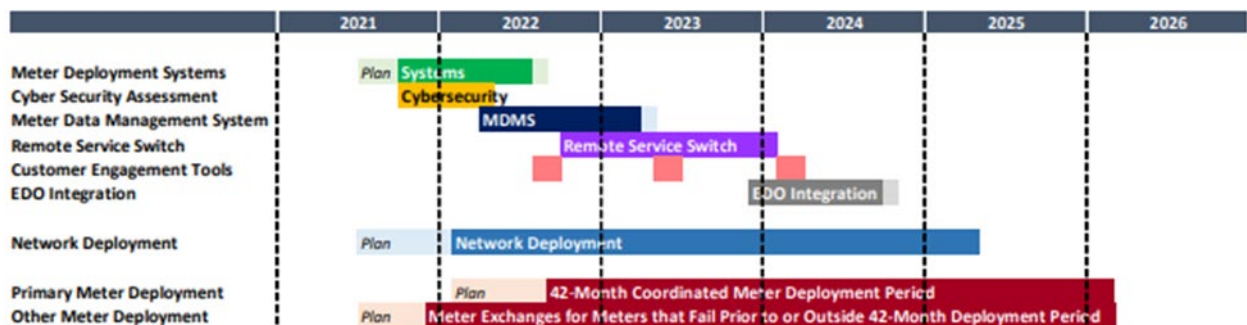 2021 2022 2023 2024 2025 2026
Meter Deployment Systems Plan Systems
Cyber Security Assessment Cybersecurity
Meter Data Management System MDMS
Remote Service Switch Remote Service Switch
Customer Engagement Tools
EDO Integration EDO Integration
Network Deployment Plan Network Deployment
Primary Meter Deployment Plan 42-Month Coordinated Meter Deployment Period
Other Meter Deployment Plan Meter Exchanges for Meters that Fail Prior to or Outside 42-Month Deployment Period